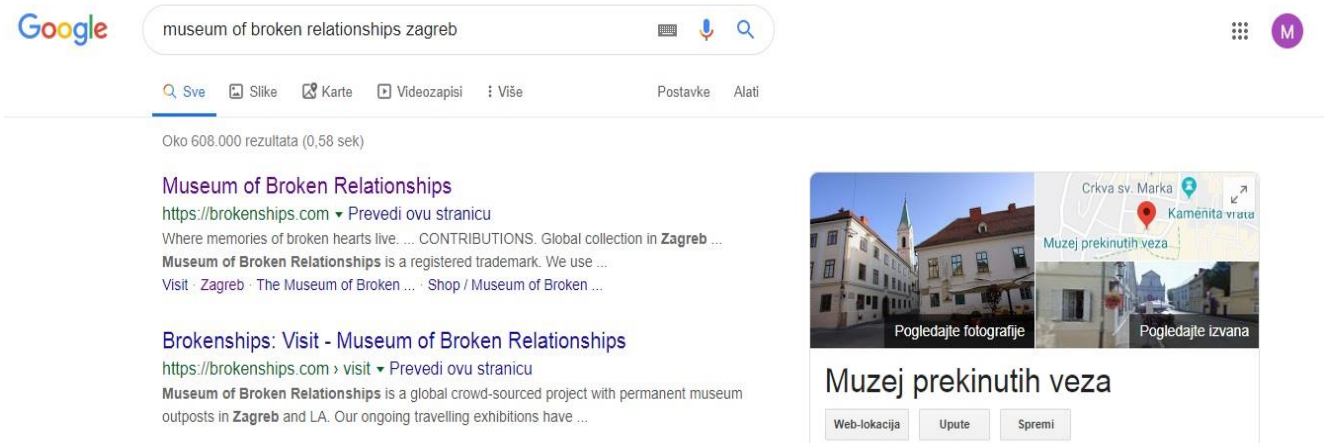 Google
museum of broken relationships zagreb
M
Sve Slike Karte Videozapisi Više Postavke Alati
Oko 608.000 rezultata (0,58 sek)
Museum of Broken Relationships
https://brokenships.com ▾ Prevedi ovu stranicu
Where memories of broken hearts live. ... CONTRIBUTIONS. Global collection in Zagreb ...
Museum of Broken Relationships is a registered trademark. We use ...
Visit · Zagreb · The Museum of Broken ... · Shop / Museum of Broken ...
Brokenships: Visit - Museum of Broken Relationships
https://brokenships.com › visit ▾ Prevedi ovu stranicu
Museum of Broken Relationships is a global crowd-sourced project with permanent museum
outposts in Zagreb and LA. Our ongoing travelling exhibitions have ...
Crkva sv. Marka
Kamenita vrata
Muzej prekinutih veza
Pogledajte fotografije
Pogledajte izvana
Muzej prekinutih veza
Web-lokacija Upute Spremi